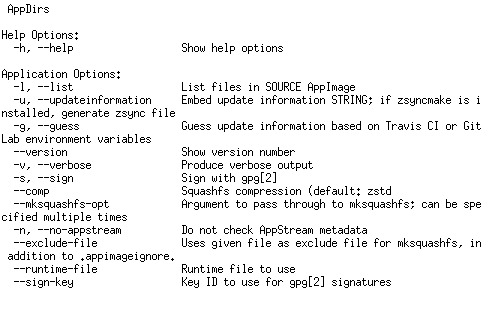 AppDirs
Help Options:
-h, --help Show help options
Application Options:
-l, --list List files in SOURCE AppImage
-u, --updateinformation Embed update information STRING; if zsyncmake is i
nstalled, generate zsync file
-g, --guess Guess update information based on Travis CI or Git
Lab environment variables
--version Show version number
-v, --verbose Produce verbose output
-s, --sign Sign with gpg[2]
--comp Squashfs compression (default: zstd
--mksquashfs-opt Argument to pass through to mksquashfs; can be spe
cified multiple times
-n, --no-appstream Do not check AppStream metadata
--exclude-file Uses given file as exclude file for mksquashfs, in
addition to .appimageignore.
--runtime-file Runtime file to use
--sign-key Key ID to use for gpg[2] signatures